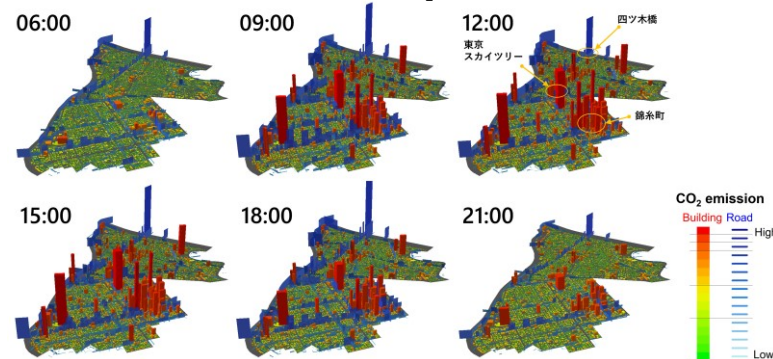 06:00
09:00
12:00
四ツ木橋
東京
スカイツリー
錦糸町
15:00
18:00
21:00
CO₂ emission
Building Road
High
Low